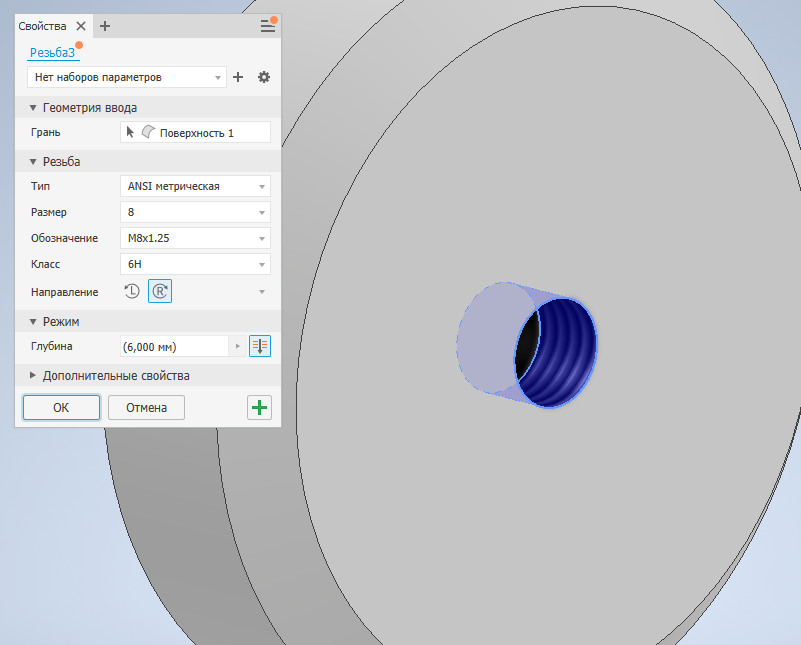 Свойства
Резьба3
Нет наборов параметров
Геометрия ввода
Грань Поверхность 1
Резьба
Тип ANSI метрическая
Размер 8
Обозначение M8x1.25
Класс 6H
Направление L R
Режим
Глубина (6,000 мм)
Дополнительные свойства
ОК Отмена